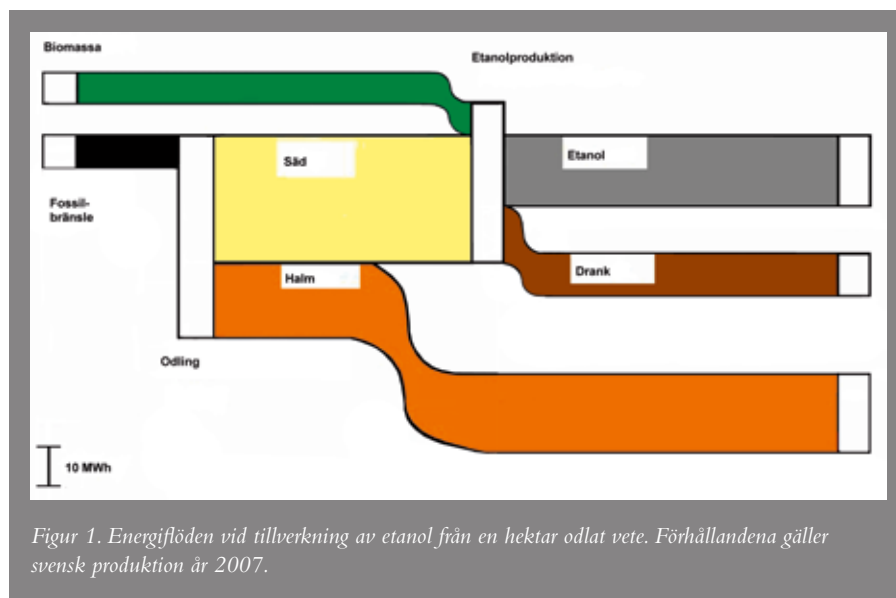 Biomassa
Etanolproduktion
Säd
Etanol
Fossil-
bränsle
Halm
Drank
Odling
10 MWh
Figur 1. Energiflöden vid tillverkning av etanol från en hektar odlat vete. Förhållandena gäller
svensk produktion år 2007.